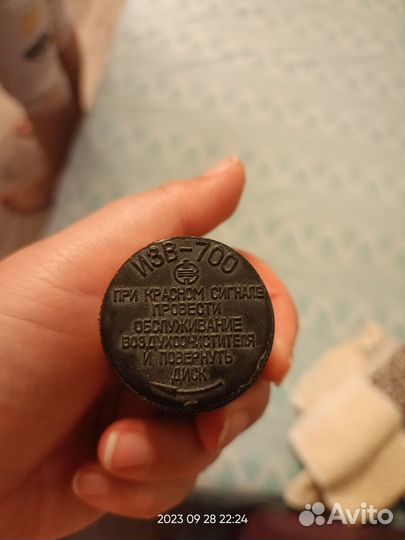 ИЗВ-700
ПРИ КРАСНОМ СИГНАЛЕ
ПРОВЕСТИ
ОБСЛУЖИВАНИЕ
ВОЗДУХООЧИСТИТЕЛЯ
И ПОВЕРНУТЬ
ДИСК
2023 09 28 22:24
Avito